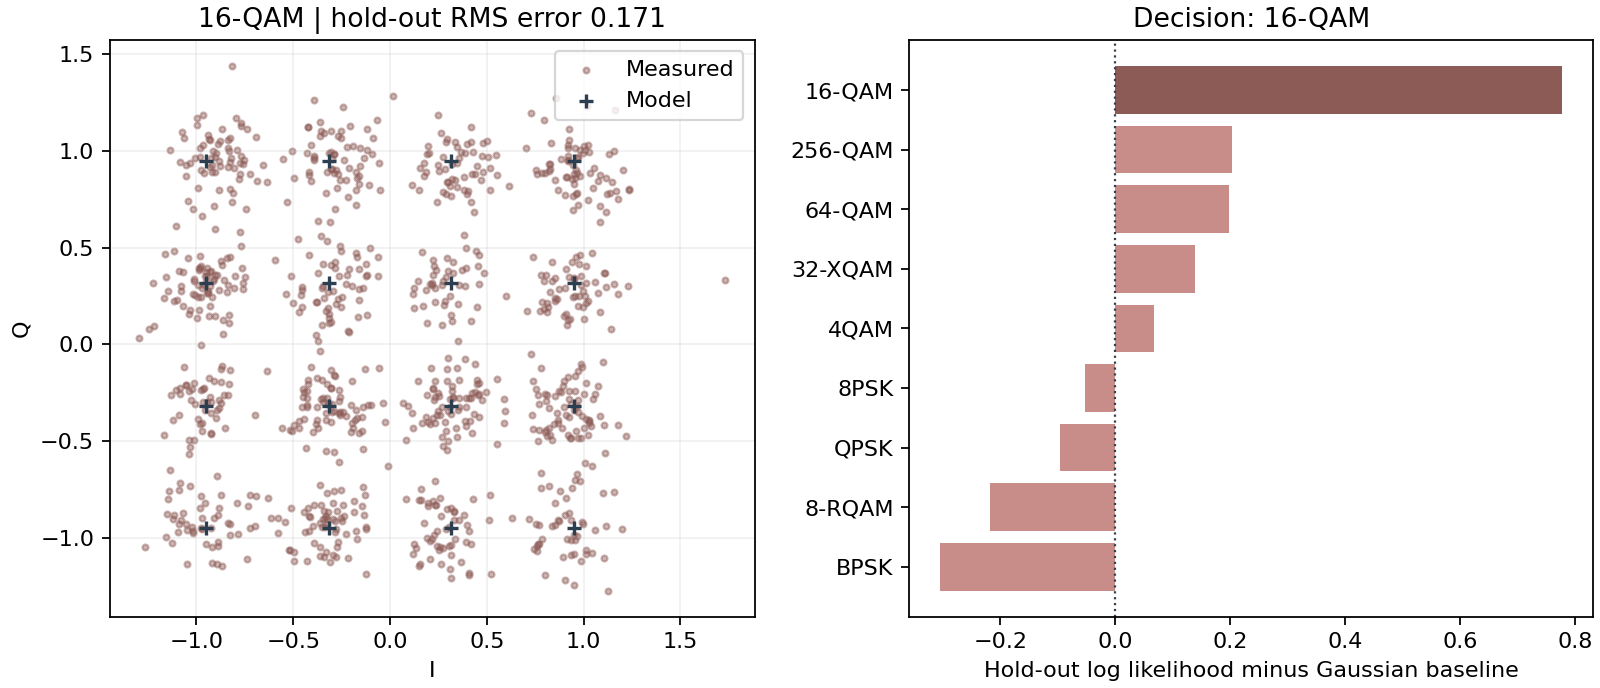 16-QAM | hold-out RMS error 0.171
1.5
1.0
0.5
0.0
−0.5
−1.0
Q
Measured
Model
−1.0
−0.5
0.0
0.5
1.0
1.5
I
Decision: 16-QAM
16-QAM
256-QAM
64-QAM
32-XQAM
4QAM
8PSK
QPSK
8-RQAM
BPSK
−0.2
0.0
0.2
0.4
0.6
0.8
Hold-out log likelihood minus Gaussian baseline